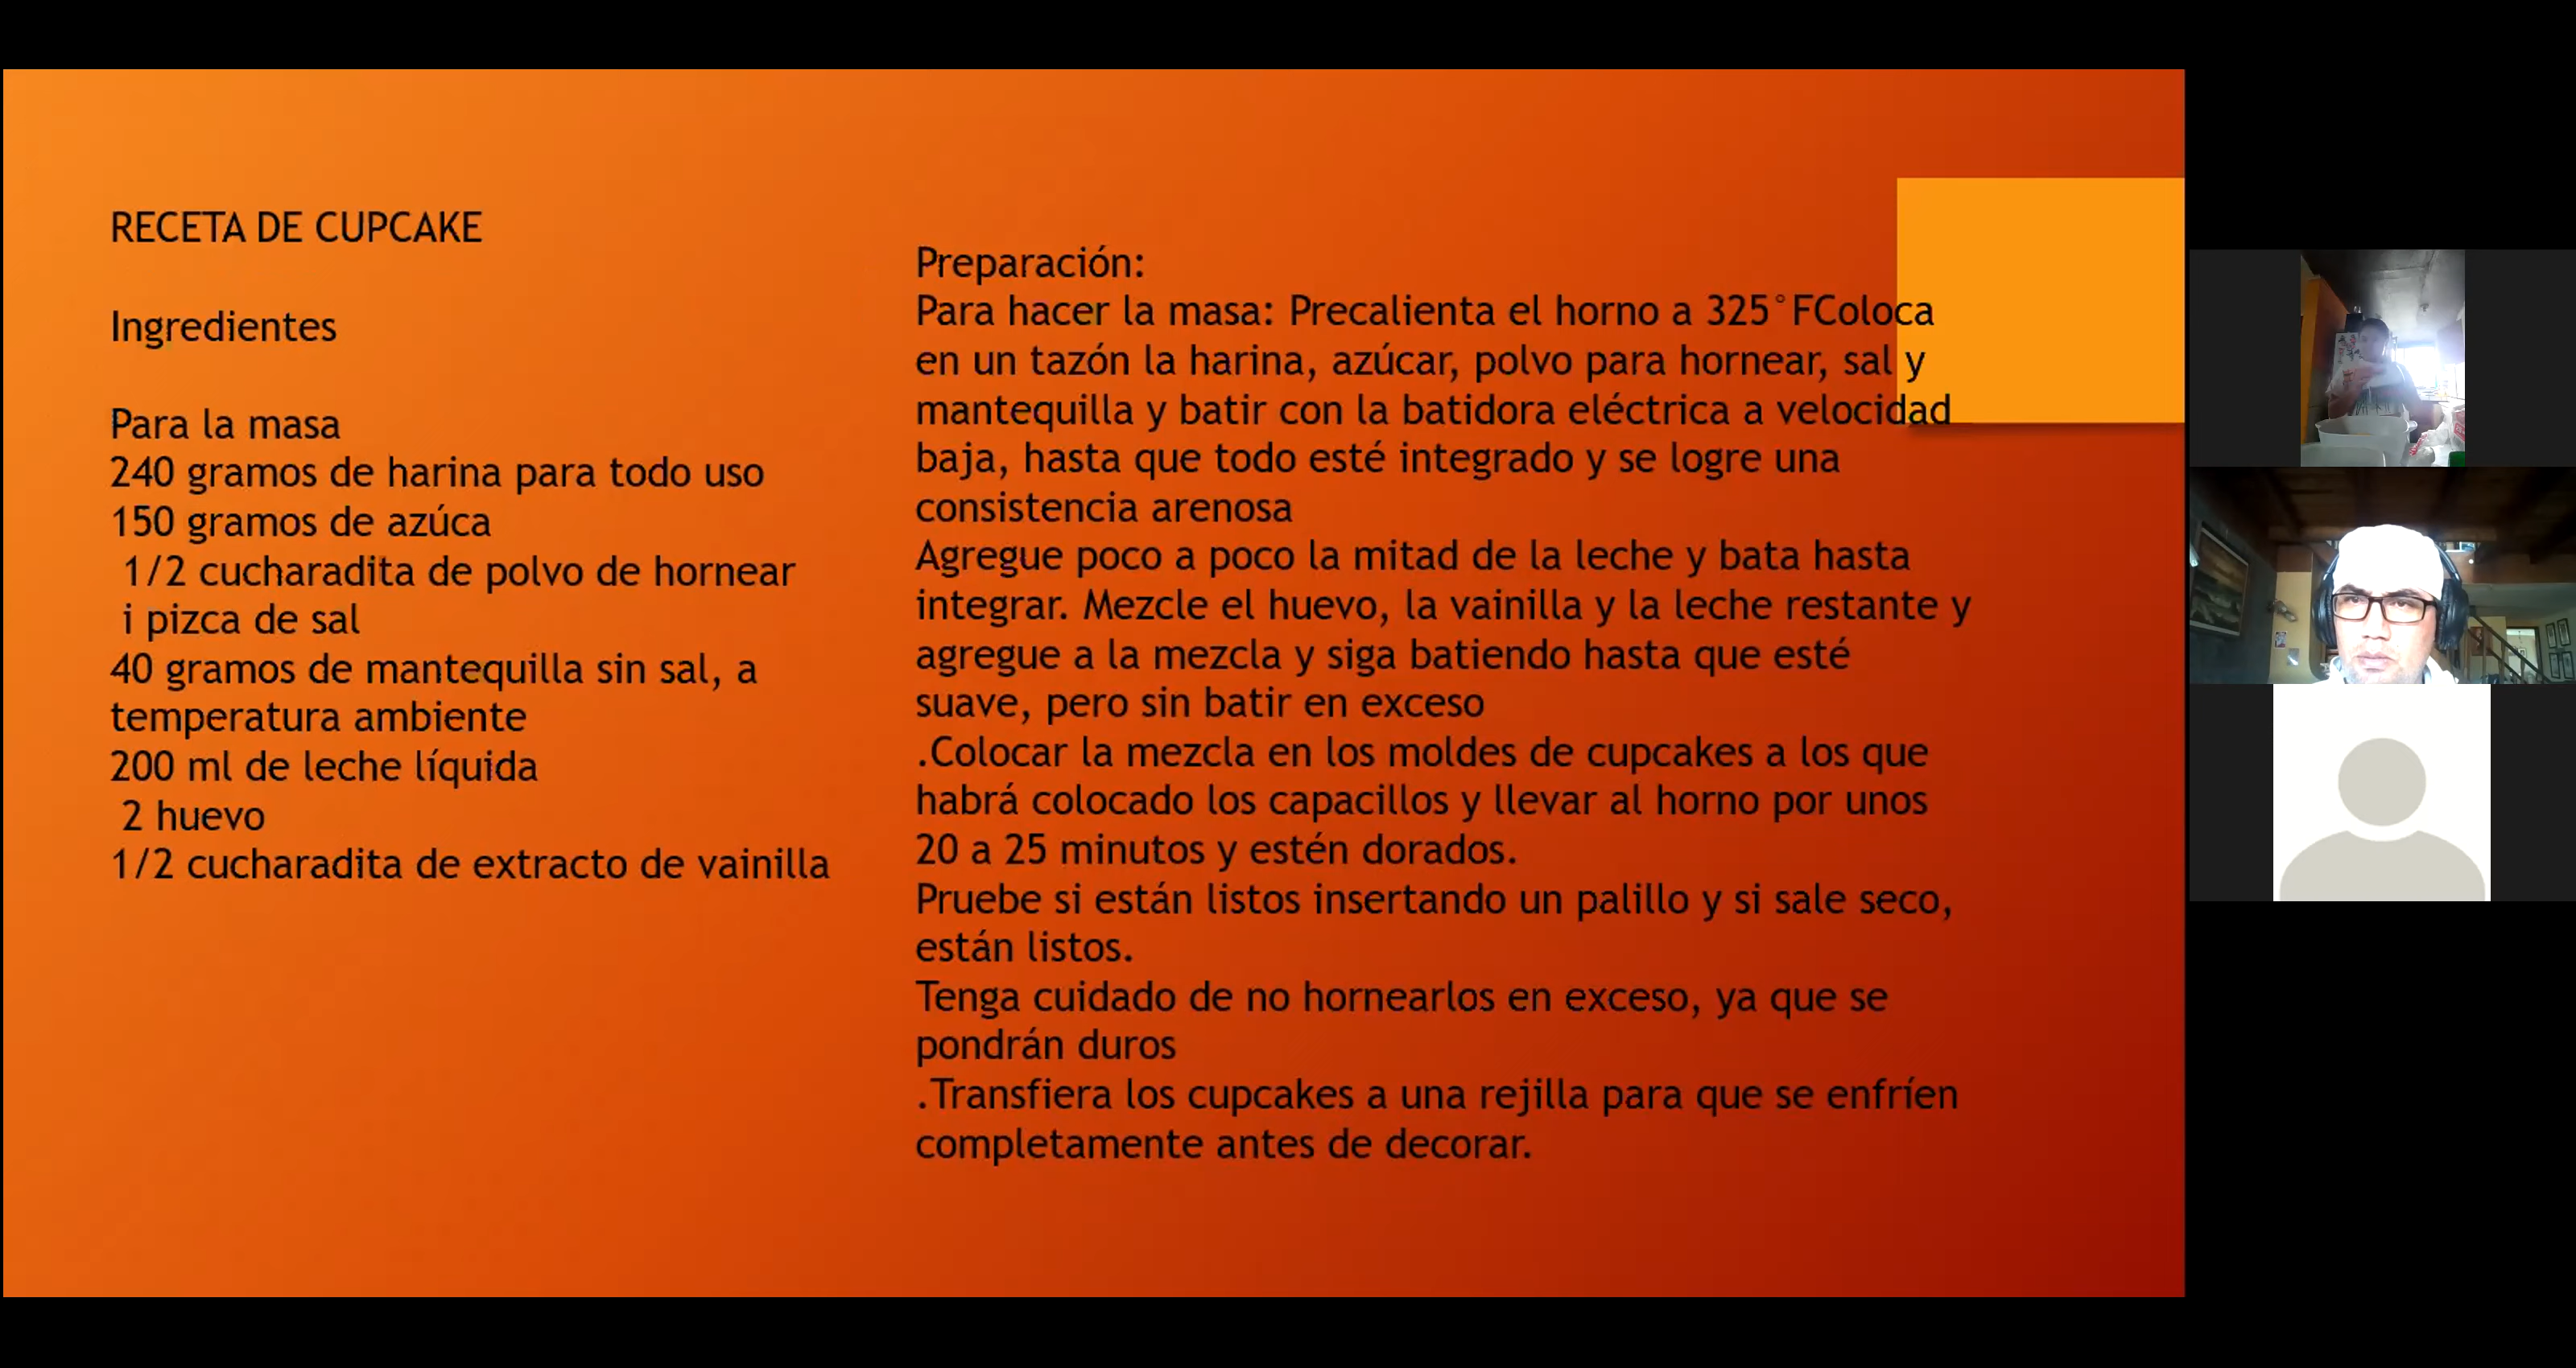 RECETA DE CUPCAKE
Ingredientes
Para la masa
240 gramos de harina para todo uso
150 gramos de azúca
1/2 cucharadita de polvo de hornear
i pizca de sal
40 gramos de mantequilla sin sal, a
temperatura ambiente
200 ml de leche líquida
2 huevo
1/2 cucharadita de extracto de vainilla
Preparación:
Para hacer la masa: Precalienta el horno a 325°FColoca
en un tazón la harina, azúcar, polvo para hornear, sal y
mantequilla y batir con la batidora eléctrica a velocidad
baja, hasta que todo esté integrado y se logre una
consistencia arenosa
Agregue poco a poco la mitad de la leche y bata hasta
integrar. Mezcle el huevo, la vainilla y la leche restante y
agregue a la mezcla y siga batiendo hasta que esté
suave, pero sin batir en exceso
.Colocar la mezcla en los moldes de cupcakes a los que
habrá colocado los capacillos y llevar al horno por unos
20 a 25 minutos y estén dorados.
Pruebe si están listos insertando un palillo y si sale seco,
están listos.
Tenga cuidado de no hornearlos en exceso, ya que se
pondrán duros
.Transfiera los cupcakes a una rejilla para que se enfríen
completamente antes de decorar.